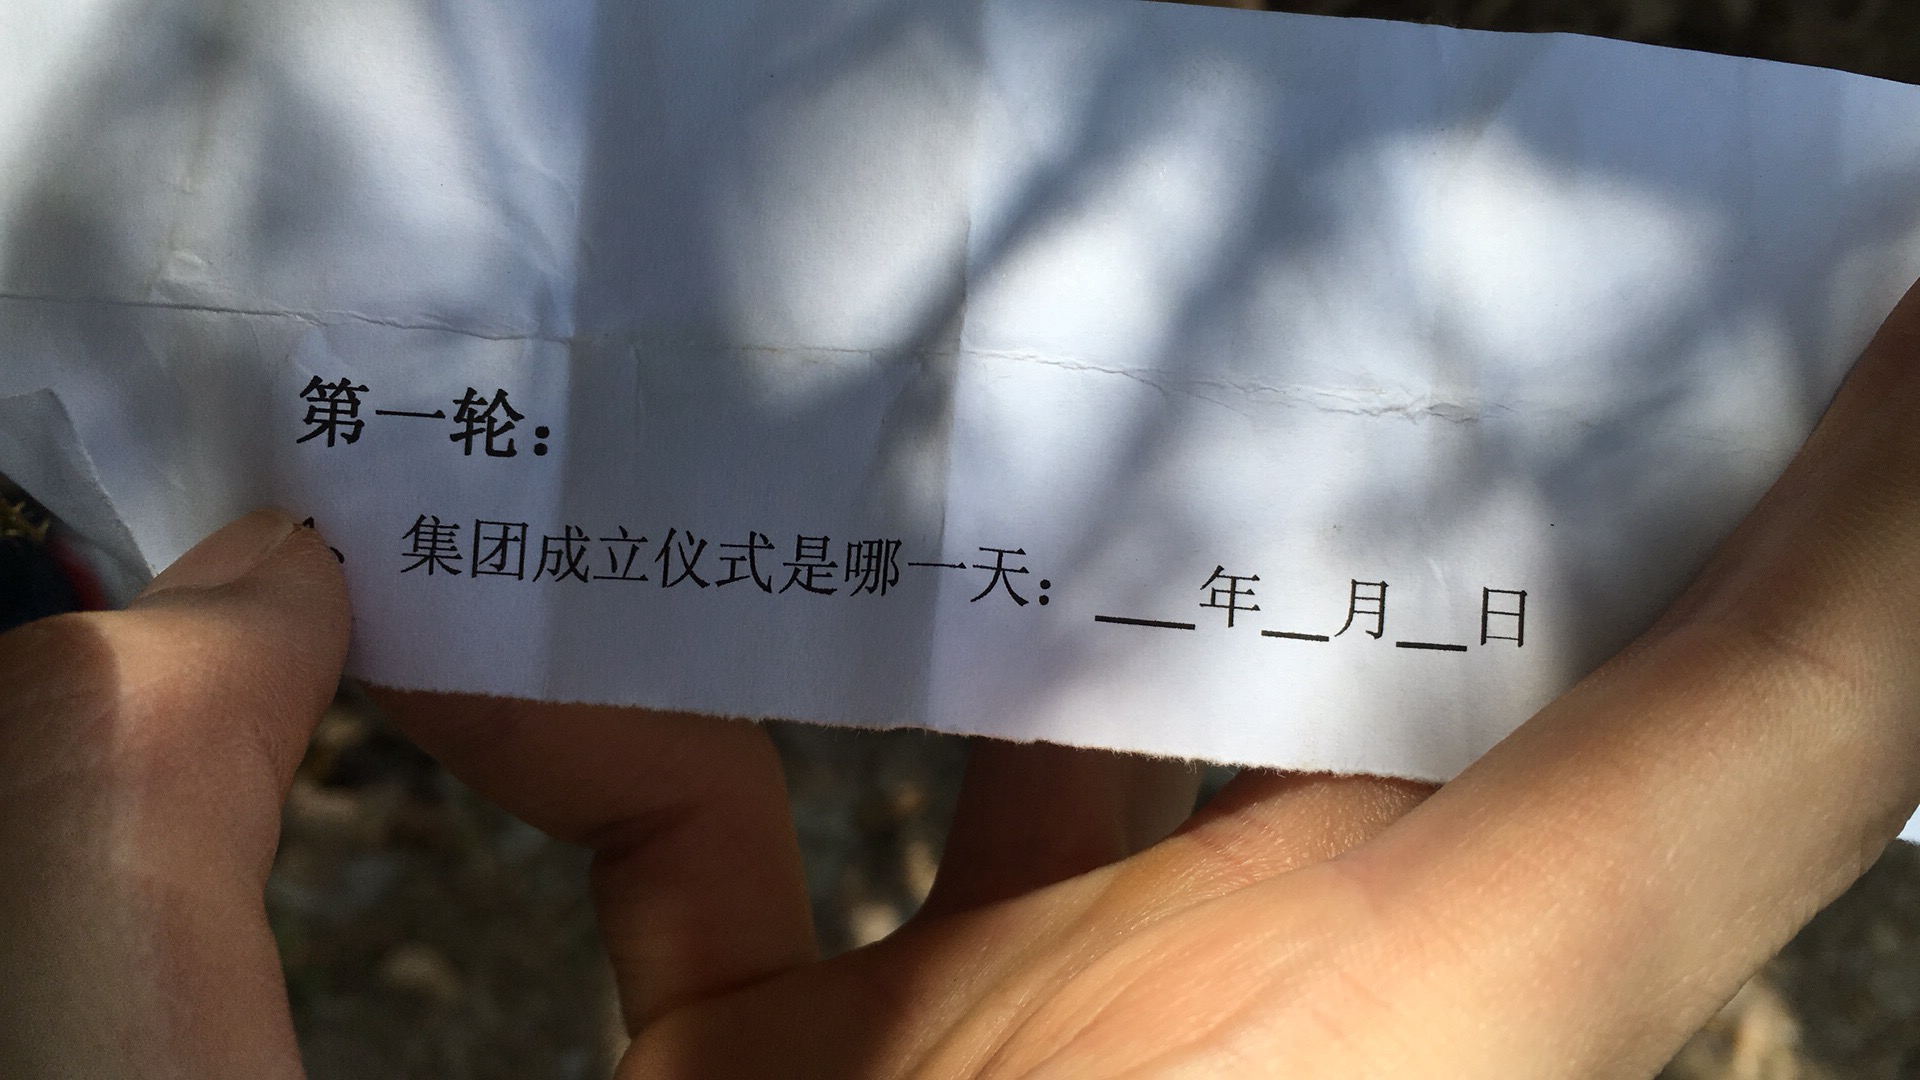 第一轮：
、 集团成立仪式是哪一天：___年__月__日